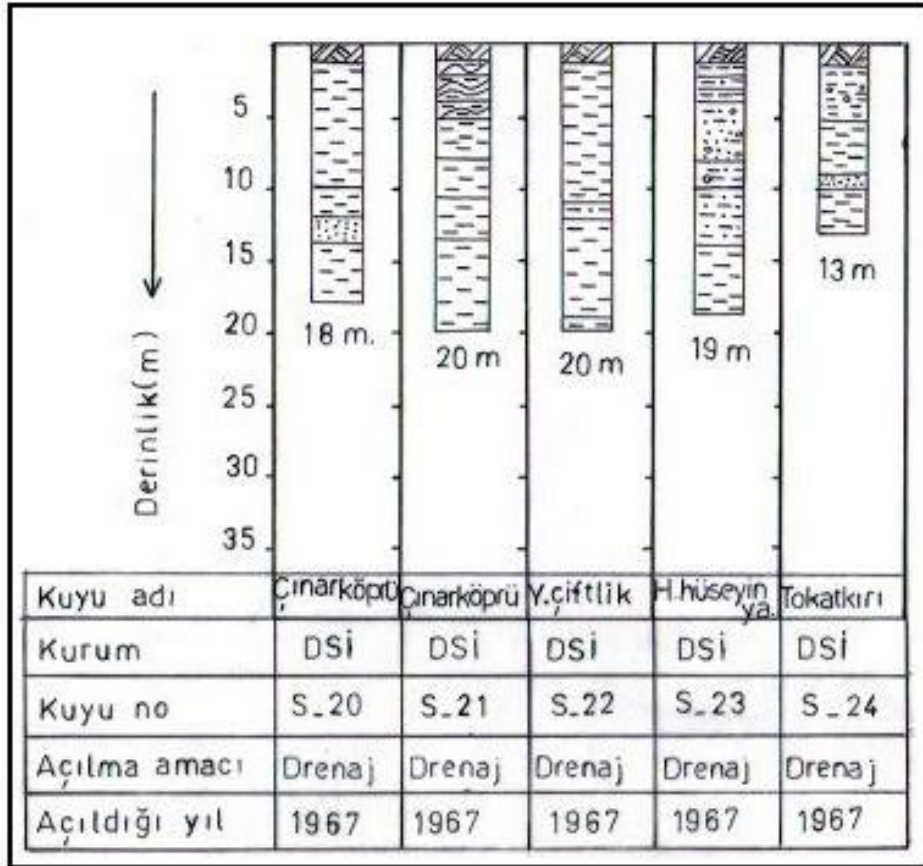 5
10
15
20
25
30
35
Derinlik(m)
18 m.
20 m
20 m
19 m
13 m
Kuyu adı Çınarköprü Çınarköprü Y.çiftlik H.hüseyin ya. Tokatkırı
Kurum DSİ DSİ DSİ DSİ DSİ
Kuyu no S_20 S_21 S_22 S_23 S_24
Açılma amacı Drenaj Drenaj Drenaj Drenaj Drenaj
Açıldığı yıl 1967 1967 1967 1967 1967